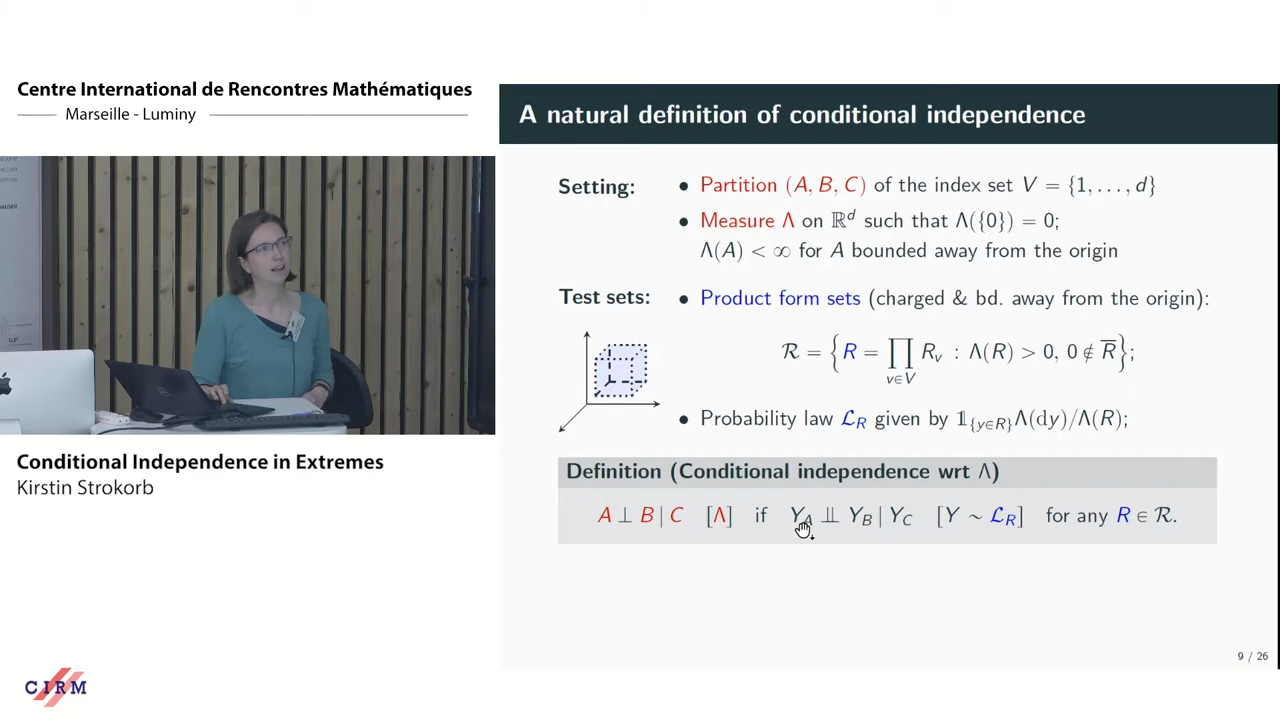 Centre International de Rencontres Mathématiques
Marseille - Luminy
Conditional Independence in Extremes
Kirstin Strokorb
CIRM
A natural definition of conditional independence
Setting:
• Partition (A, B, C) of the index set V = {1, . . . , d}
• Measure Λ on ℝᵈ such that Λ({0}) = 0;
Λ(A) < ∞ for A bounded away from the origin
Test sets:
• Product form sets (charged & bd. away from the origin):
ℛ = { R = ∏_{v∈V} R_v : Λ(R) > 0, 0 ∉ R̅ };
• Probability law ℒ_R given by 𝟙_{y∈R}Λ(dy)/Λ(R);
Definition (Conditional independence wrt Λ)
A ⊥ B | C [Λ] if Y_A ⫫ Y_B | Y_C [Y ∼ ℒ_R] for any R ∈ ℛ.
9 / 26